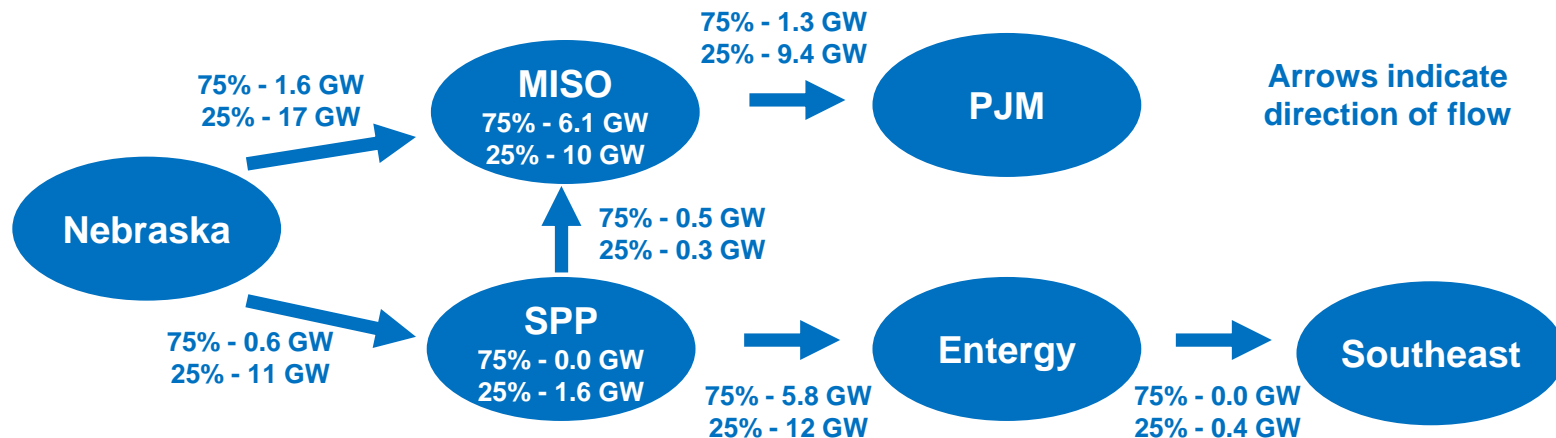 75% - 1.3 GW
25% - 9.4 GW
MISO
75% - 6.1 GW
25% - 10 GW
PJM
Arrows indicate
direction of flow
75% - 1.6 GW
25% - 17 GW
Nebraska
75% - 0.5 GW
25% - 0.3 GW
75% - 0.6 GW
25% - 11 GW
SPP
75% - 0.0 GW
25% - 1.6 GW
75% - 5.8 GW
25% - 12 GW
Entergy
75% - 0.0 GW
25% - 0.4 GW
Southeast